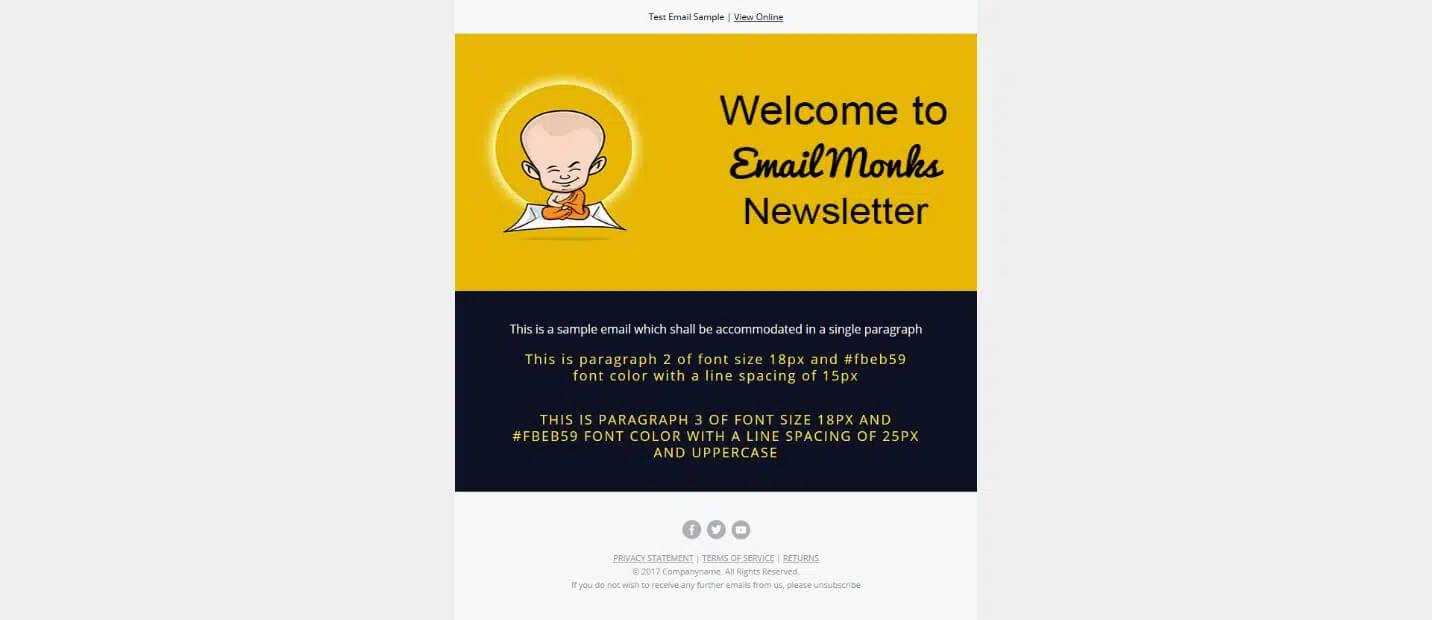 Test Email Sample | View Online
Welcome to
EmailMonks
Newsletter
This is a sample email which shall be accommodated in a single paragraph
This is paragraph 2 of font size 18px and #fbeb59
font color with a line spacing of 15px
THIS IS PARAGRAPH 3 OF FONT SIZE 18PX AND
#FBEB59 FONT COLOR WITH A LINE SPACING OF 25PX
AND UPPERCASE
PRIVACY STATEMENT | TERMS OF SERVICE | RETURNS
© 2017 Companyname. All Rights Reserved.
If you do not wish to receive any further emails from us, please unsubscribe